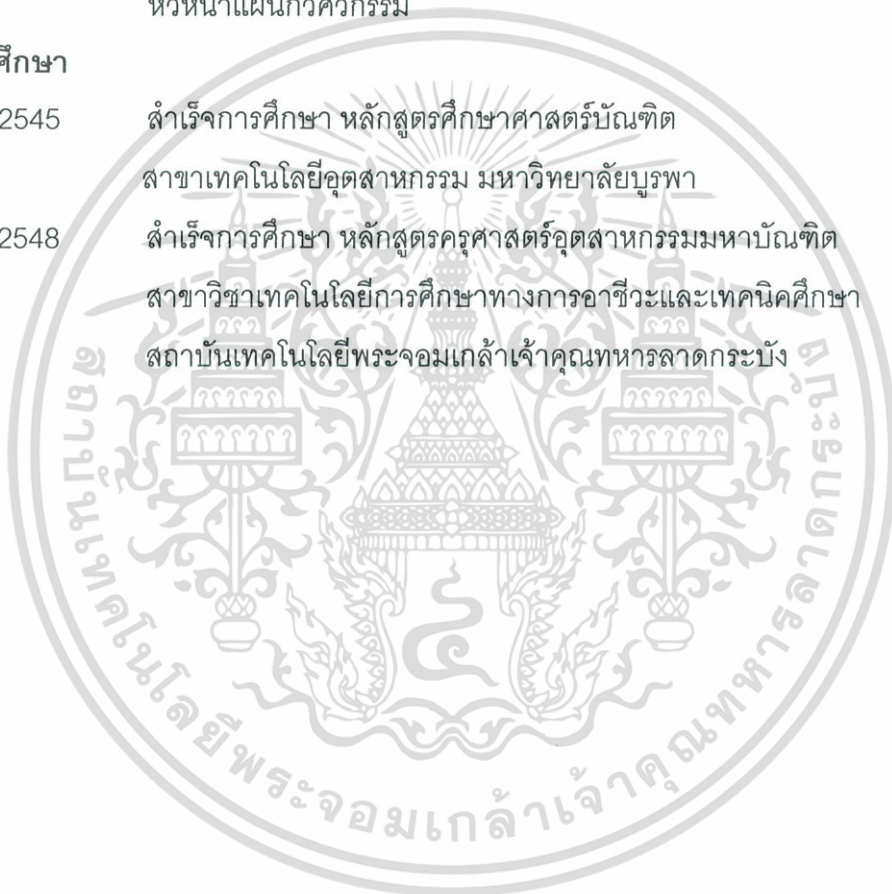 หัวหน้าแผนกวิศวกรรม
ศึกษา
2545 สำเร็จการศึกษา หลักสูตรศึกษาศาสตร์บัณฑิต
สาขาเทคโนโลยีอุตสาหกรรม มหาวิทยาลัยบูรพา
2548 สำเร็จการศึกษา หลักสูตรครุศาสตร์อุตสาหกรรมมหาบัณฑิต
สาขาวิชาเทคโนโลยีการศึกษาทางการอาชีวะและเทคนิคศึกษา
สถาบันเทคโนโลยีพระจอมเกล้าเจ้าคุณทหารลาดกระบัง
สถาบันเทคโนโลยีพระจอมเกล้าเจ้าคุณทหารลาดกระบัง